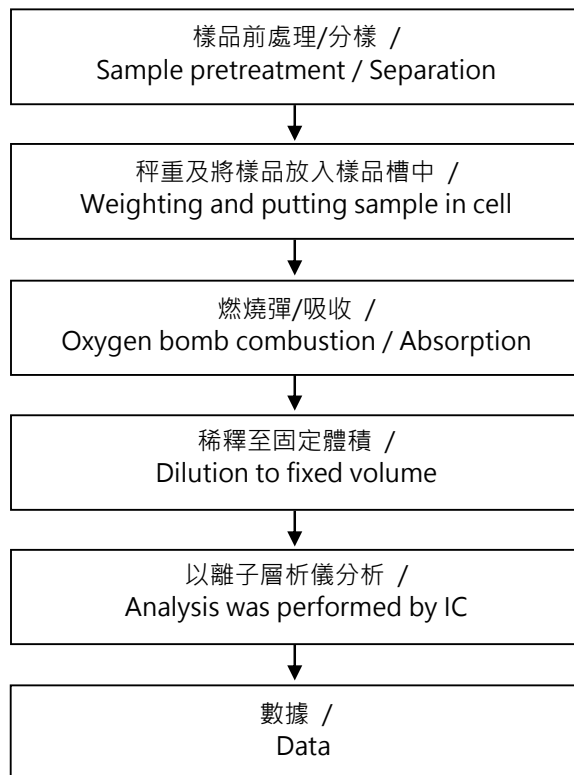 樣品前處理/分樣 /
Sample pretreatment / Separation
秤重及將樣品放入樣品槽中 /
Weighting and putting sample in cell
燃燒彈/吸收 /
Oxygen bomb combustion / Absorption
稀釋至固定體積 /
Dilution to fixed volume
以離子層析儀分析 /
Analysis was performed by IC
數據 /
Data